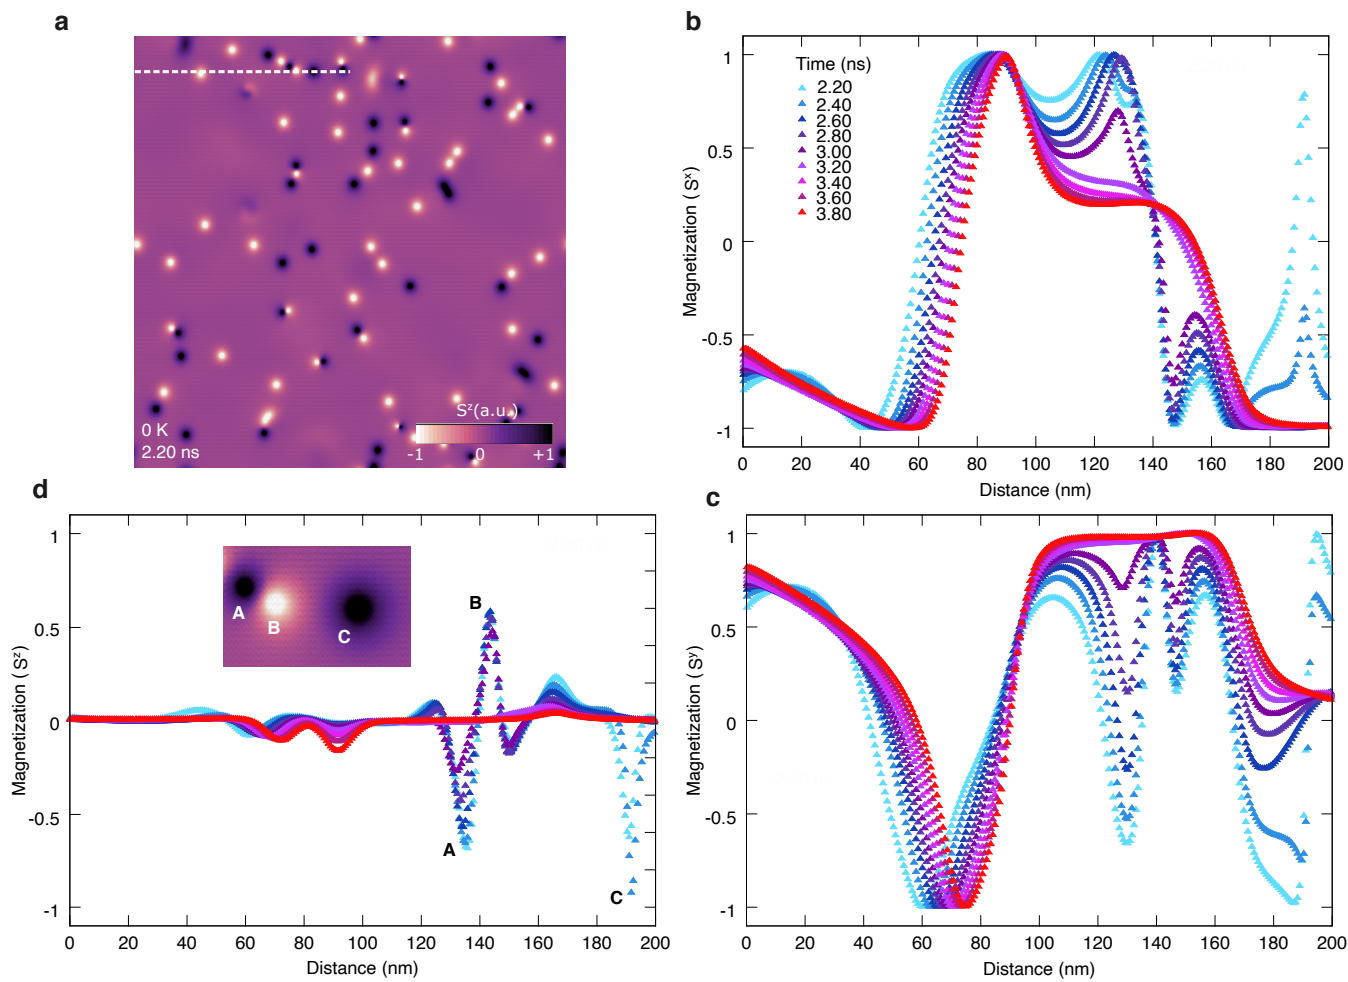 a
0 K
2.20 ns
S^z(a.u.)
-1 0 +1
b
Magnetization (S^x)
1
0.5
0
-0.5
-1
Time (ns)
2.20
2.40
2.60
2.80
3.00
3.20
3.40
3.60
3.80
0 20 40 60 80 100 120 140 160 180 200
Distance (nm)
d
Magnetization (S^z)
1
0.5
0
-0.5
-1
A
B
C
B
A
C
0 20 40 60 80 100 120 140 160 180 200
Distance (nm)
c
Magnetization (S^y)
1
0.5
0
-0.5
-1
0 20 40 60 80 100 120 140 160 180 200
Distance (nm)